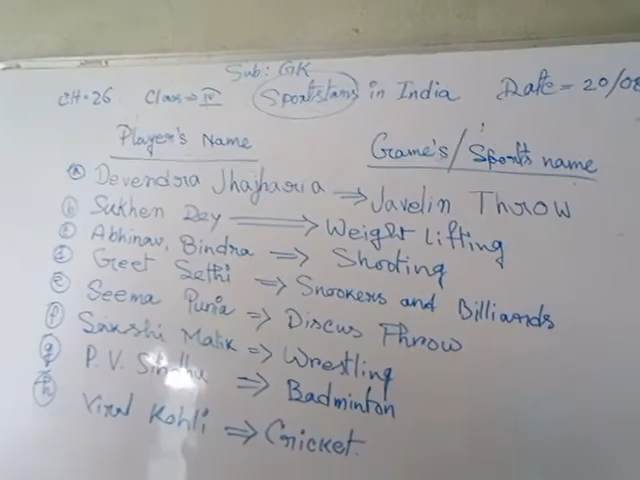 Sub: GK
CH-26 Class → IV Sportstars in India Date = 20/08
Player's Name Game's/Sports name
(a) Devendra Jhajharia ⇒ Javelin Throw
(b) Sukhen Dey ⇒ Weight lifting
(c) Abhinav Bindra ⇒ Shooting
(d) Greet Sethi ⇒ Snookers and Billiards
(e) Seema Punia ⇒ Discus Throw
(f) Sakshi Malik ⇒ Wrestling
(g) P.V. Sindhu ⇒ Badminton
(h) Virat Kohli ⇒ Cricket.